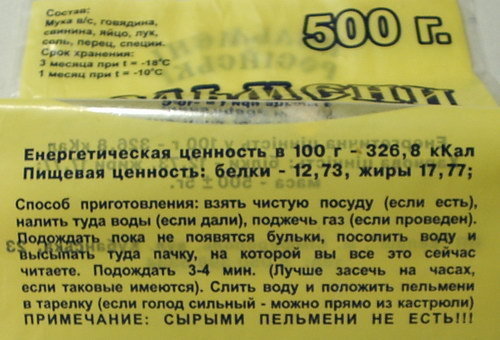 Состав:
Мука в/с, говядина,
свинина, яйцо, лук,
соль, перец, специи.
Срок хранения:
3 месяца при t = -18°C
1 месяц при t = -10°C
500 г.
Энергетическая ценность в 100 г - 326,8 кКал
Пищевая ценность: белки - 12,73, жиры 17,77;
Способ приготовления: взять чистую посуду (если есть),
налить туда воды (если дали), поджечь газ (если проведен).
Подождать пока не появятся бульки, посолить воду и
высыпать туда пачку, на которой вы все это сейчас
читаете. Подождать 3-4 мин. (Лучше засечь на часах,
если таковые имеются). Слить воду и положить пельмени
в тарелку (если голод сильный - можно прямо из кастрюли)
ПРИМЕЧАНИЕ: СЫРЫМИ ПЕЛЬМЕНИ НЕ ЕСТЬ!!!